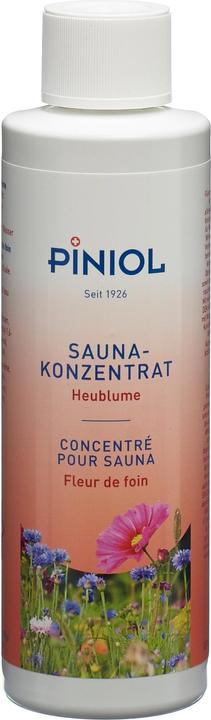 PINIOL
Seit 1926
SAUNA-
KONZENTRAT
Heublume
CONCENTRÉ
POUR SAUNA
Fleur de foin